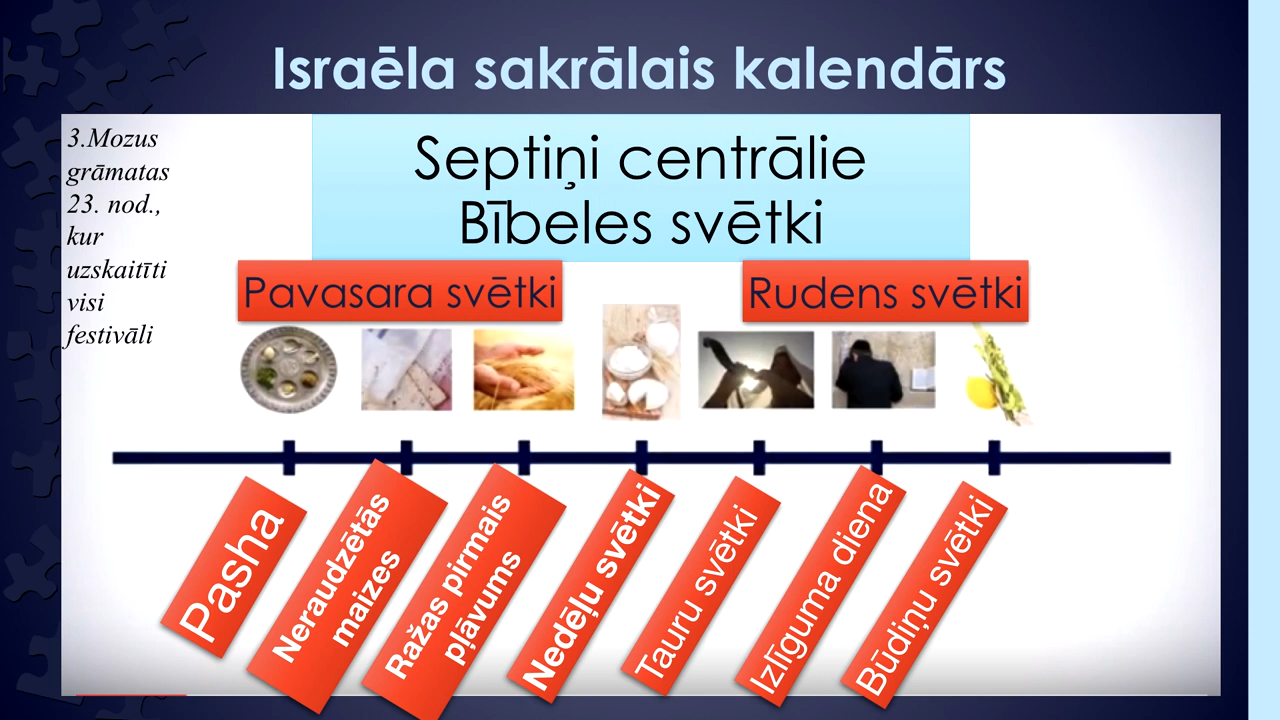 Israēla sakrālais kalendārs
3.Mozus
grāmatas
23. nod.,
kur
uzskaitīti
visi
festivāli
Septiņi centrālie
Bībeles svētki
Pavasara svētki
Rudens svētki
Pasha
Neraudzētās
maizes
Ražas pirmais
pļāvums
Nedēļu svētki
Tauru svētki
Izlīguma diena
Būdiņu svētki